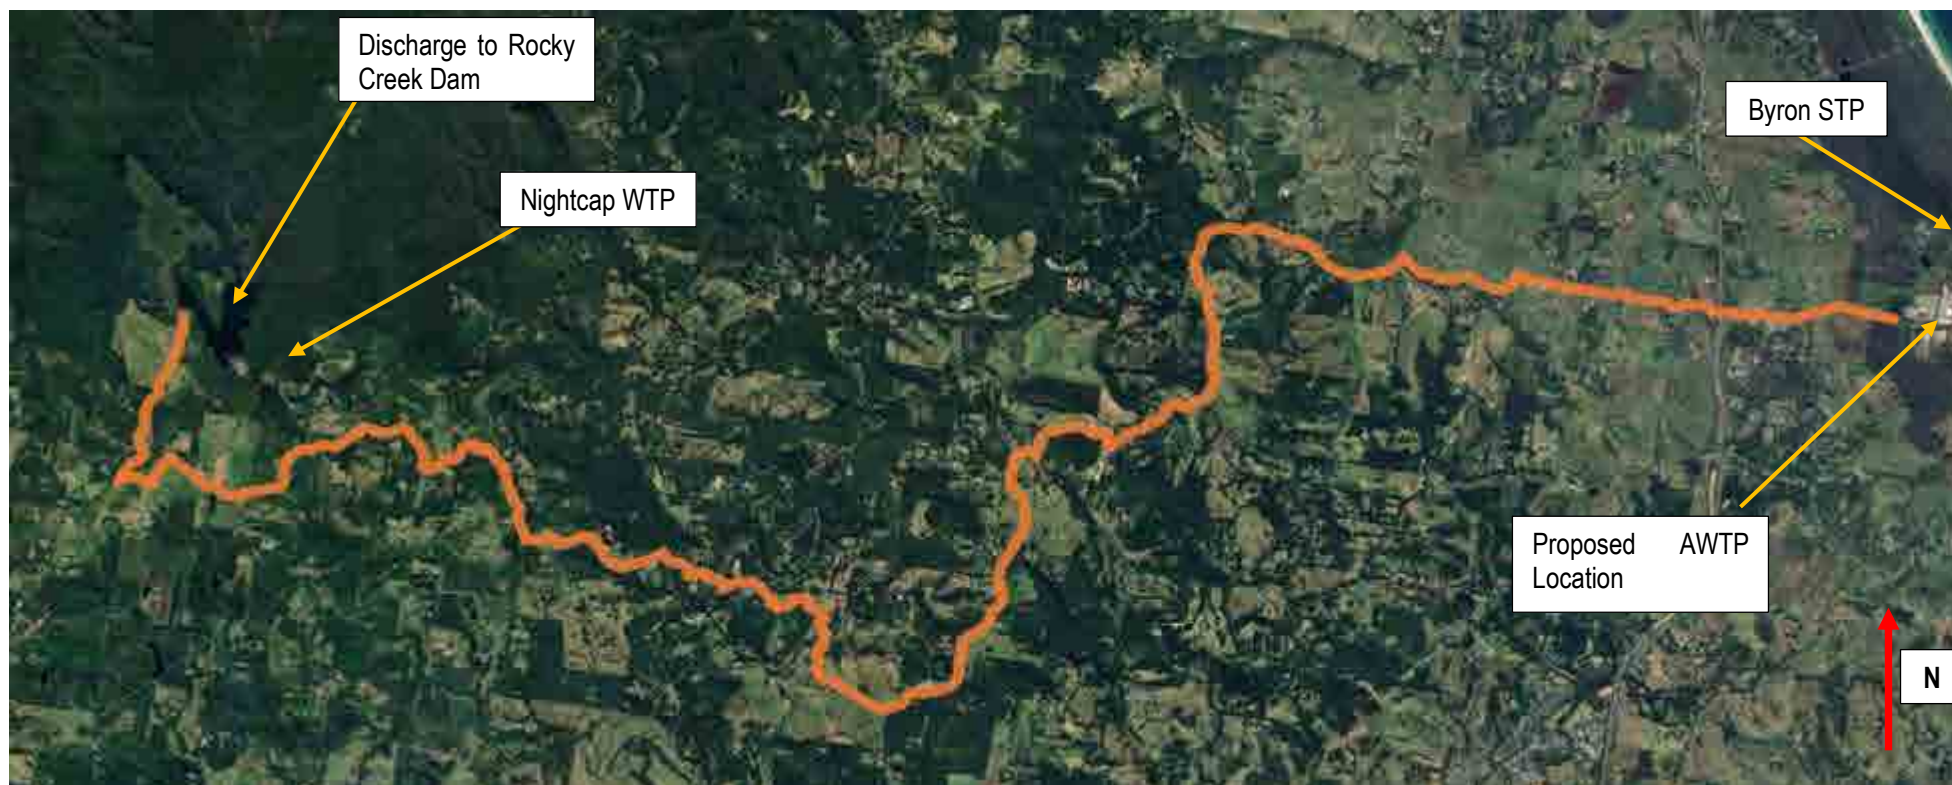 Discharge to Rocky
Creek Dam
Byron STP
Nightcap WTP
Proposed AWTP
Location
N